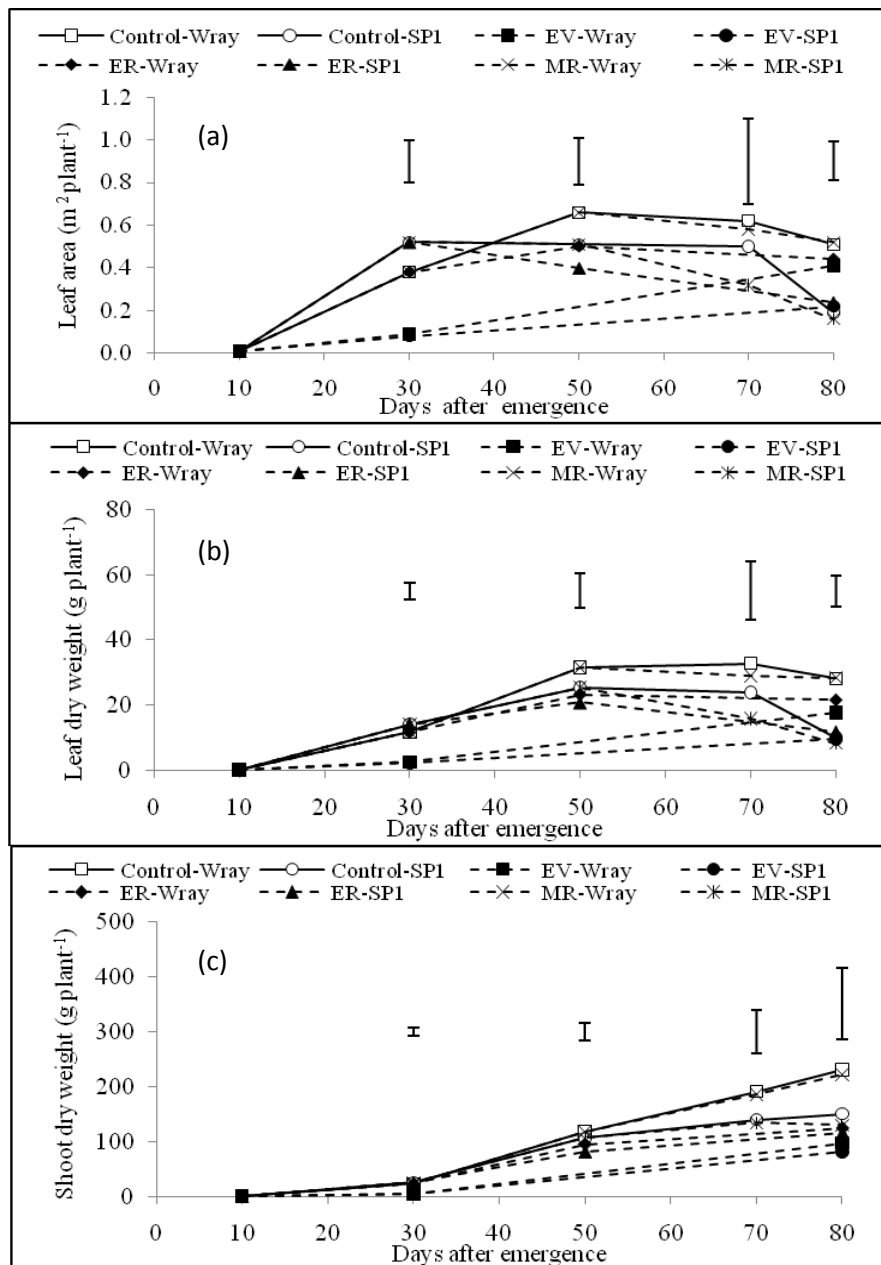 Control-Wray Control-SP1 EV-Wray EV-SP1
ER-Wray ER-SP1 MR-Wray MR-SP1
(a)
Leaf area (m² plant⁻¹)
1.2
1.0
0.8
0.6
0.4
0.2
0.0
0 10 20 30 40 50 60 70 80
Days after emergence
Control-Wray Control-SP1 EV-Wray EV-SP1
ER-Wray ER-SP1 MR-Wray MR-SP1
(b)
Leaf dry weight (g plant⁻¹)
80
60
40
20
0
0 10 20 30 40 50 60 70 80
Days after emergence
Control-Wray Control-SP1 EV-Wray EV-SP1
ER-Wray ER-SP1 MR-Wray MR-SP1
(c)
Shoot dry weight (g plant⁻¹)
500
400
300
200
100
0
0 10 20 30 40 50 60 70 80
Days after emergence